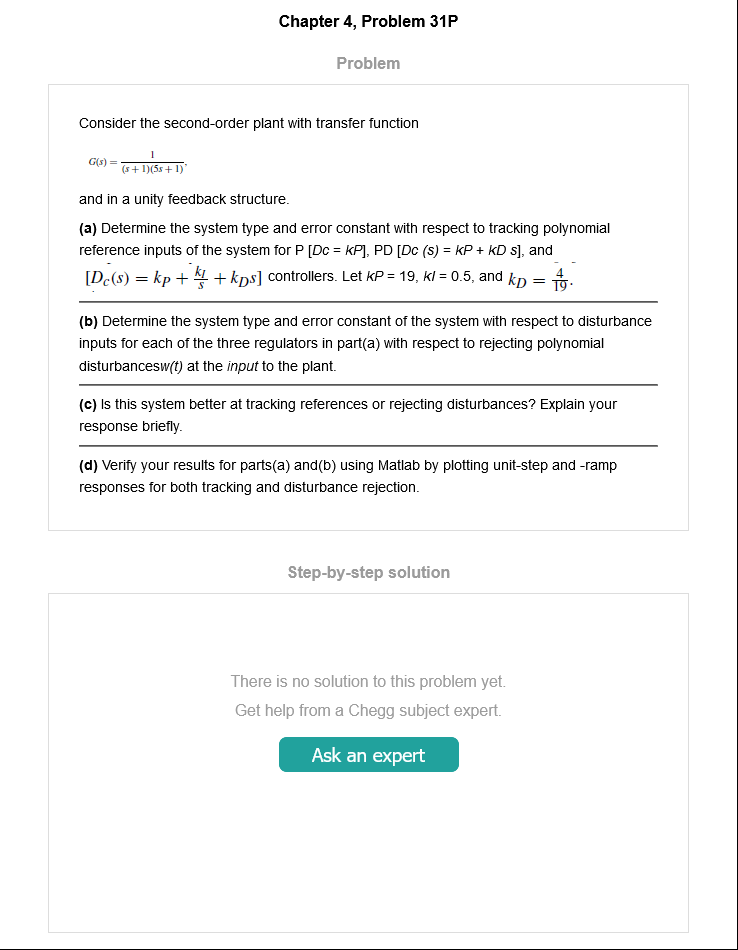 Chapter 4, Problem 31P
Problem
Consider the second-order plant with transfer function
G(s) = 1/((s + 1)(5s + 1)),
and in a unity feedback structure.
(a) Determine the system type and error constant with respect to tracking polynomial
reference inputs of the system for P [Dc = kP], PD [Dc (s) = kP + kD s], and
[D_c(s) = k_P + k_I/s + k_D s] controllers. Let kP = 19, kI = 0.5, and k_D = 4/19.
(b) Determine the system type and error constant of the system with respect to disturbance
inputs for each of the three regulators in part(a) with respect to rejecting polynomial
disturbancesw(t) at the input to the plant.
(c) Is this system better at tracking references or rejecting disturbances? Explain your
response briefly.
(d) Verify your results for parts(a) and(b) using Matlab by plotting unit-step and -ramp
responses for both tracking and disturbance rejection.
Step-by-step solution
There is no solution to this problem yet.
Get help from a Chegg subject expert.
Ask an expert